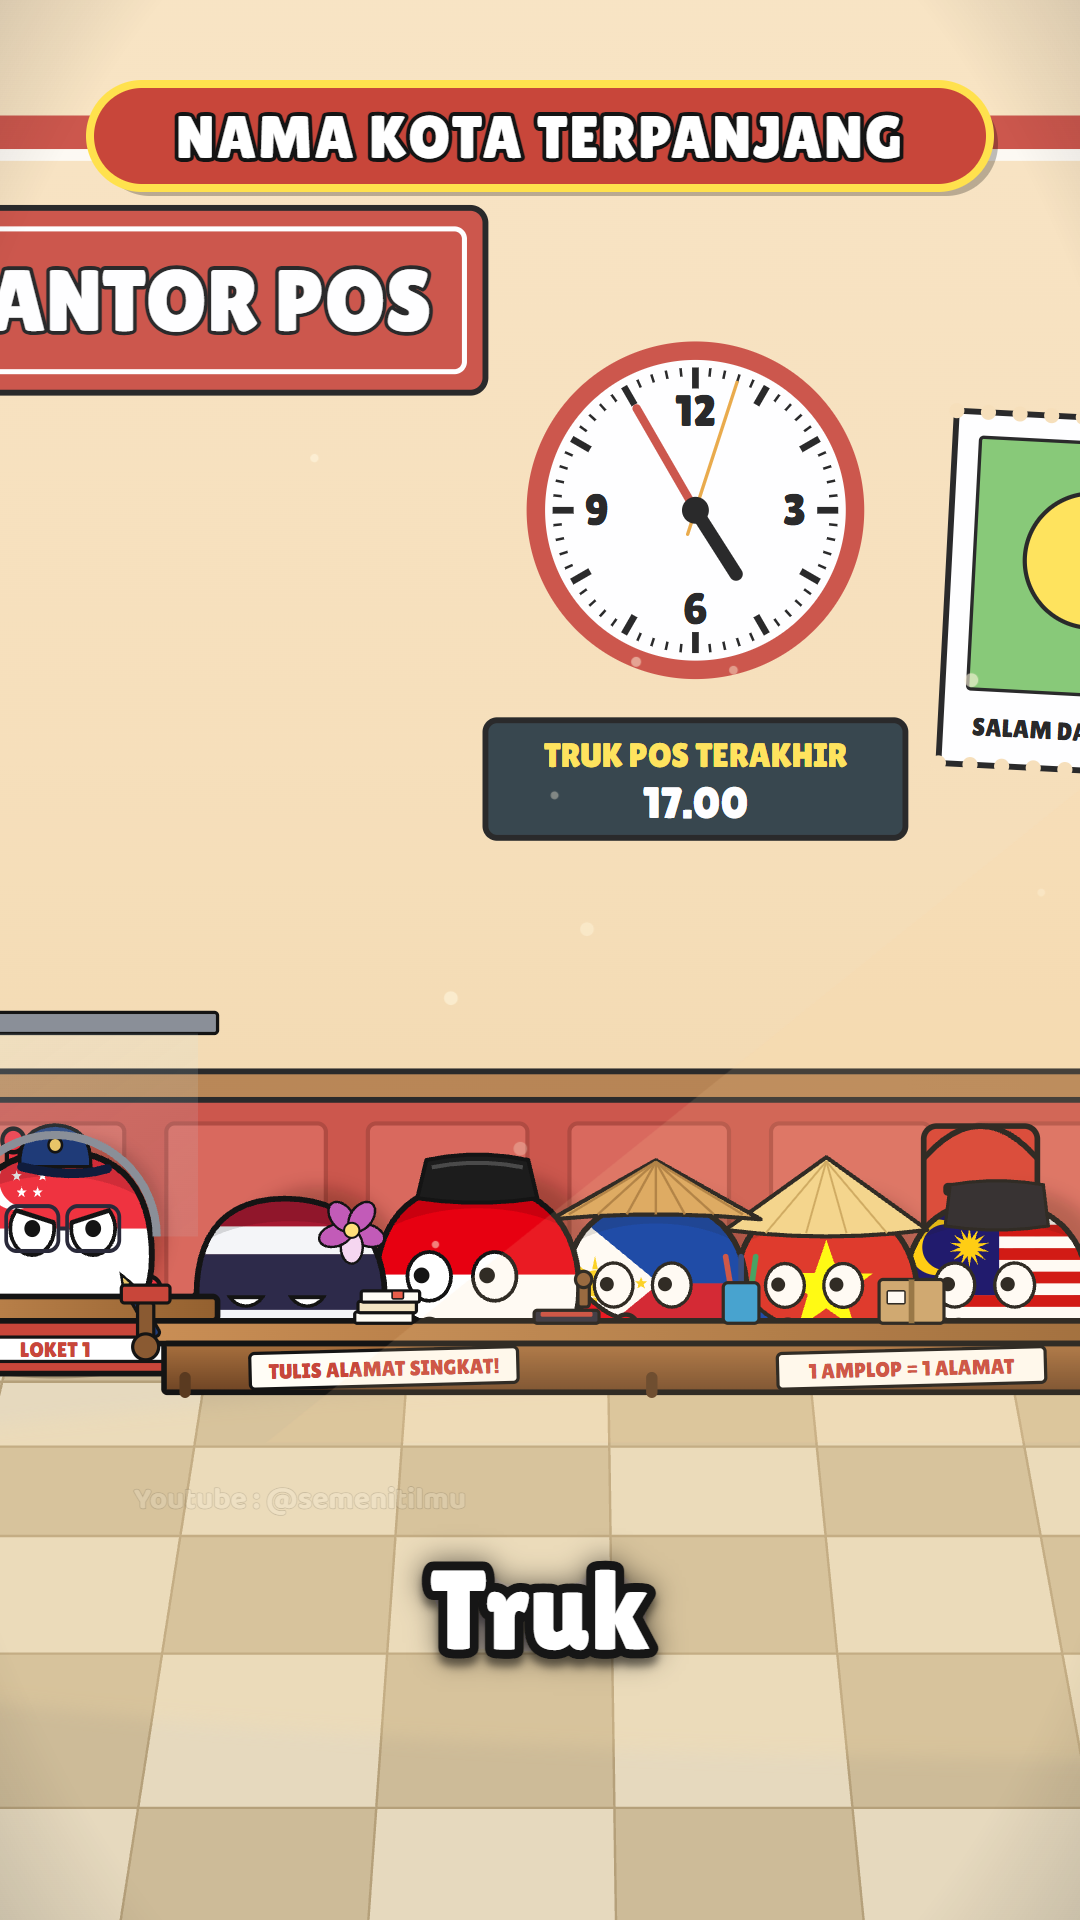 NAMA KOTA TERPANJANG
ANTOR POS
12
9
3
6
TRUK POS TERAKHIR
17.00
SALAM DA
LOKET 1
TULIS ALAMAT SINGKAT!
1 AMPLOP = 1 ALAMAT
Youtube : @semenitilmu
Truk